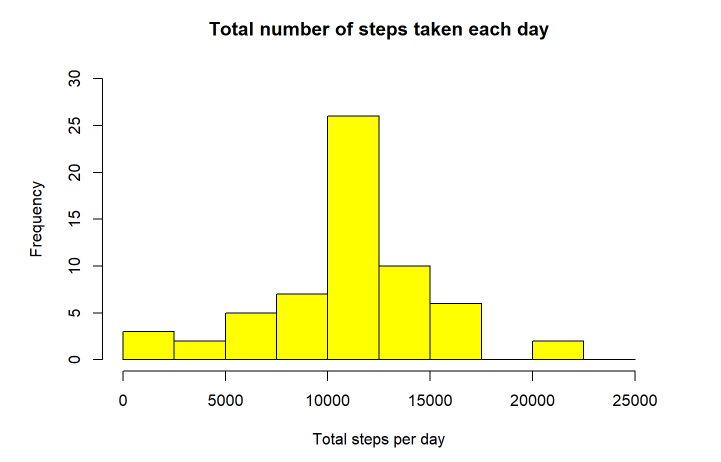 Total number of steps taken each day
30
25
20
15
10
5
0
Frequency
0 5000 10000 15000 20000 25000
Total steps per day